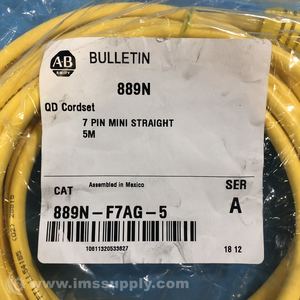 AB
BULLETIN
889N
QD Cordset
7 PIN MINI STRAIGHT
5M
Assembled in Mexico
CAT
SER
889N-F7AG-5
A
10611320533627
18 12
© www.imssupply.com